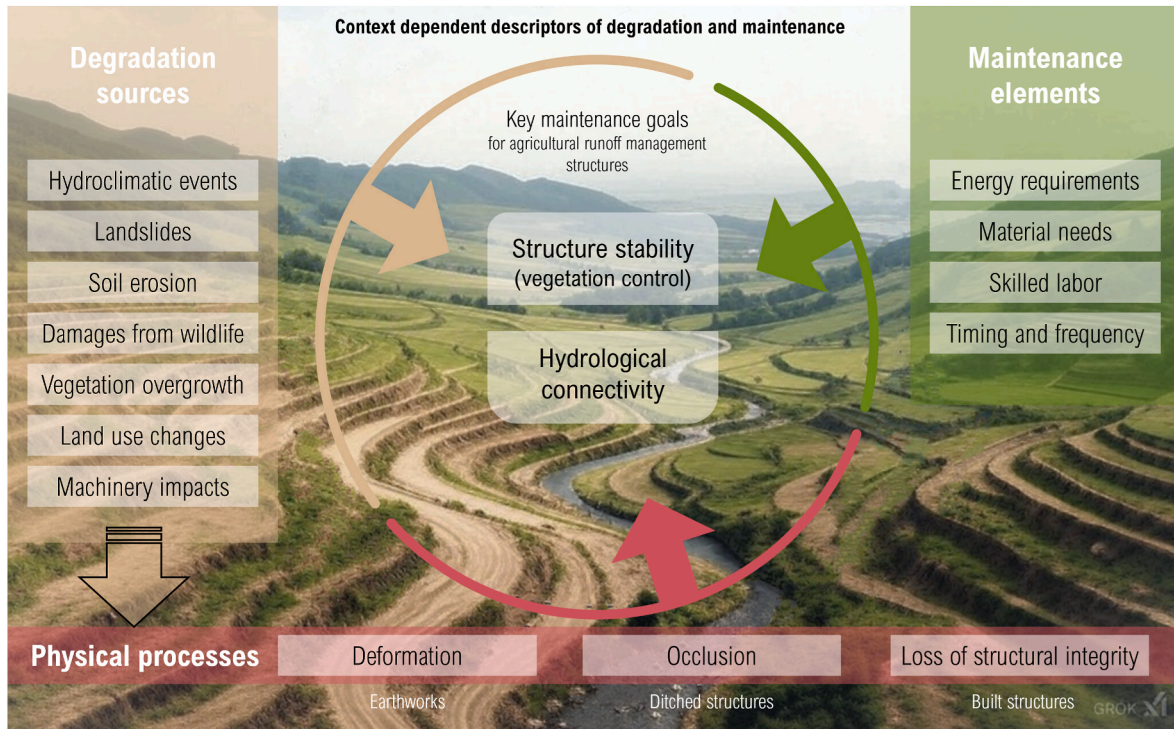 Context dependent descriptors of degradation and maintenance
Degradation
sources
Hydroclimatic events
Landslides
Soil erosion
Damages from wildlife
Vegetation overgrowth
Land use changes
Machinery impacts
Key maintenance goals
for agricultural runoff management
structures
Structure stability
(vegetation control)
Hydrological
connectivity
Maintenance
elements
Energy requirements
Material needs
Skilled labor
Timing and frequency
Physical processes
Deformation
Occlusion
Loss of structural integrity
Earthworks
Ditched structures
Built structures
GROK